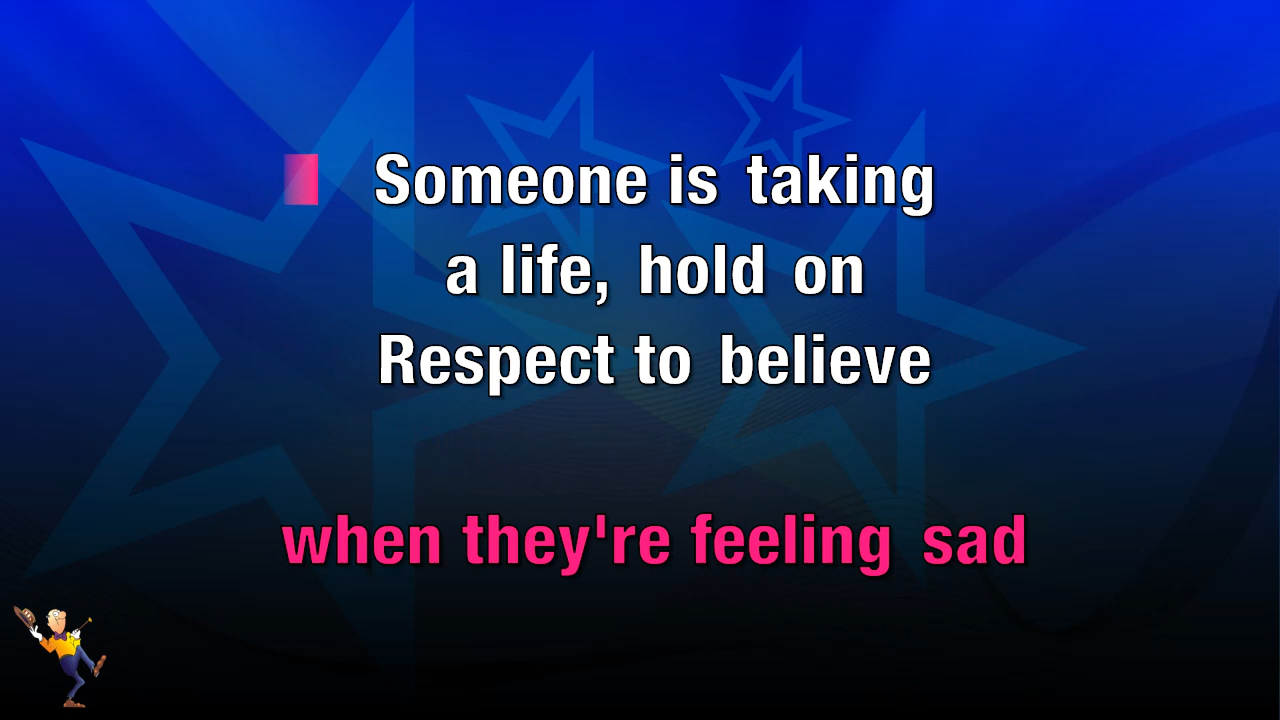 Someone is taking
a life, hold on
Respect to believe
when they're feeling sad